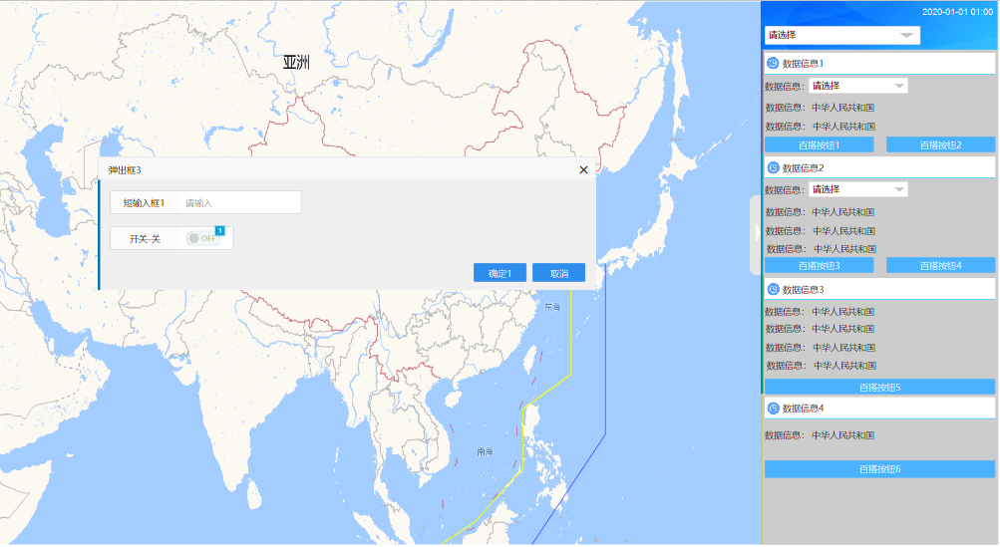 亚洲
弹出框3
短输入框1 请输入
开关-关 OFF 1
确定1 取消
东海
南海
2020-01-01 01:00
请选择
数据信息1
数据信息: 请选择
数据信息: 中华人民共和国
数据信息: 中华人民共和国
百搭按钮1 百搭按钮2
数据信息2
数据信息: 请选择
数据信息: 中华人民共和国
数据信息: 中华人民共和国
数据信息: 中华人民共和国
百搭按钮3 百搭按钮4
数据信息3
数据信息: 中华人民共和国
数据信息: 中华人民共和国
数据信息: 中华人民共和国
数据信息: 中华人民共和国
百搭按钮5
数据信息4
数据信息: 中华人民共和国
百搭按钮6